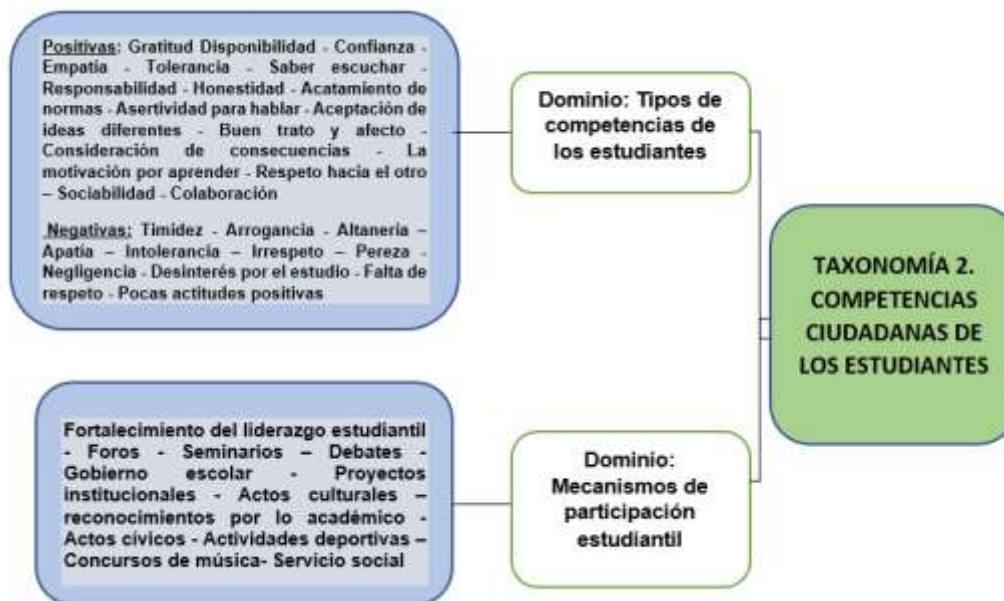 Positivas: Gratitud Disponibilidad - Confianza -
Empatía - Tolerancia - Saber escuchar -
Responsabilidad - Honestidad - Acatamiento de
normas - Asertividad para hablar - Aceptación de
ideas diferentes - Buen trato y afecto -
Consideración de consecuencias - La
motivación por aprender - Respeto hacia el otro
– Sociabilidad - Colaboración
Negativas: Timidez - Arrogancia - Altanería –
Apatía – Intolerancia – Irrespeto – Pereza -
Negligencia - Desinterés por el estudio - Falta de
respeto - Pocas actitudes positivas
Dominio: Tipos de
competencias de
los estudiantes
TAXONOMÍA 2.
COMPETENCIAS
CIUDADANAS DE
LOS ESTUDIANTES
Fortalecimiento del liderazgo estudiantil
- Foros - Seminarios – Debates -
Gobierno escolar - Proyectos
institucionales - Actos culturales –
reconocimientos por lo académico -
Actos cívicos - Actividades deportivas –
Concursos de música- Servicio social
Dominio:
Mecanismos de
participación
estudiantil